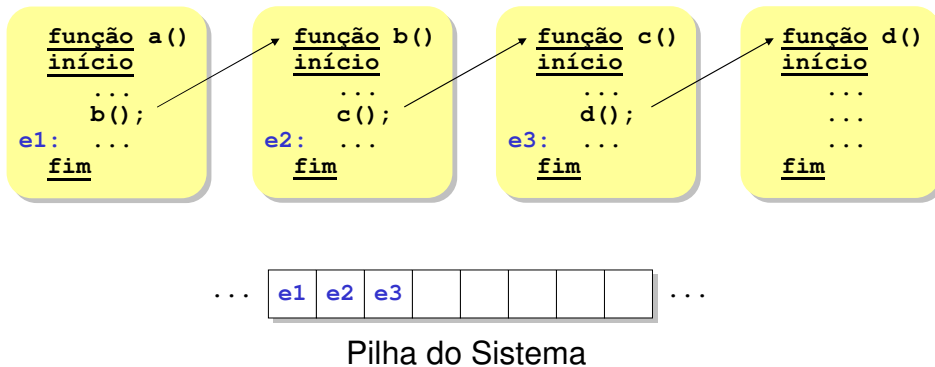 função a()
início
...
b();
e1: ...
fim
função b()
início
...
c();
e2: ...
fim
função c()
início
...
d();
e3: ...
fim
função d()
início
...
...
...
fim
... e1 e2 e3 ...
Pilha do Sistema